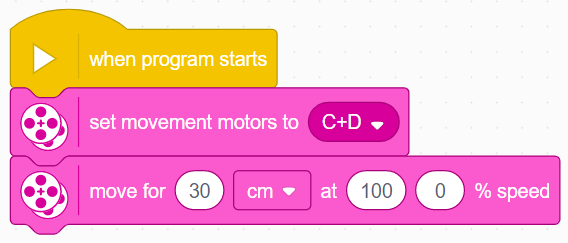 when program starts
set movement motors to C+D
move for 30 cm at 100 0 % speed